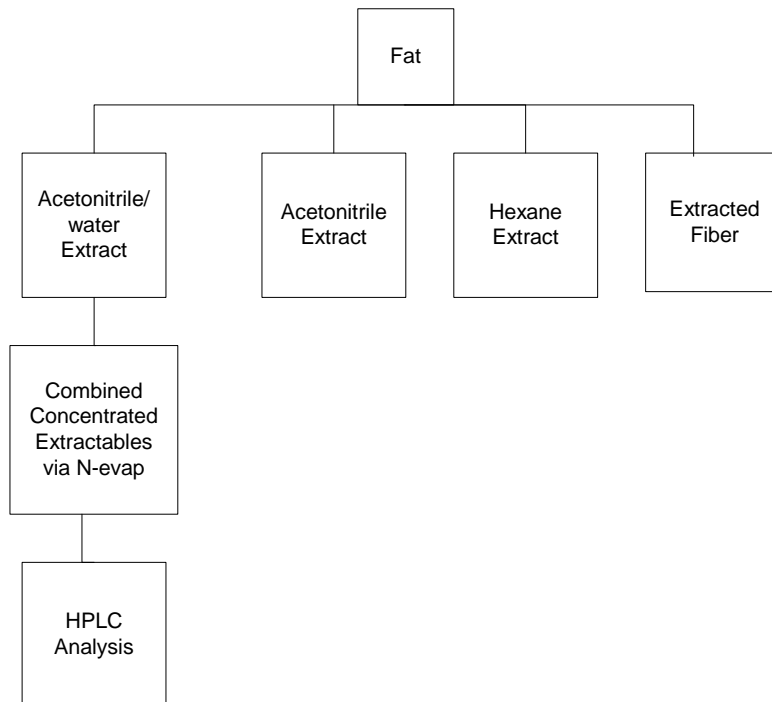 Fat
Acetonitrile/
water
Extract
Acetonitrile
Extract
Hexane
Extract
Extracted
Fiber
Combined
Concentrated
Extractables
via N-evap
HPLC
Analysis